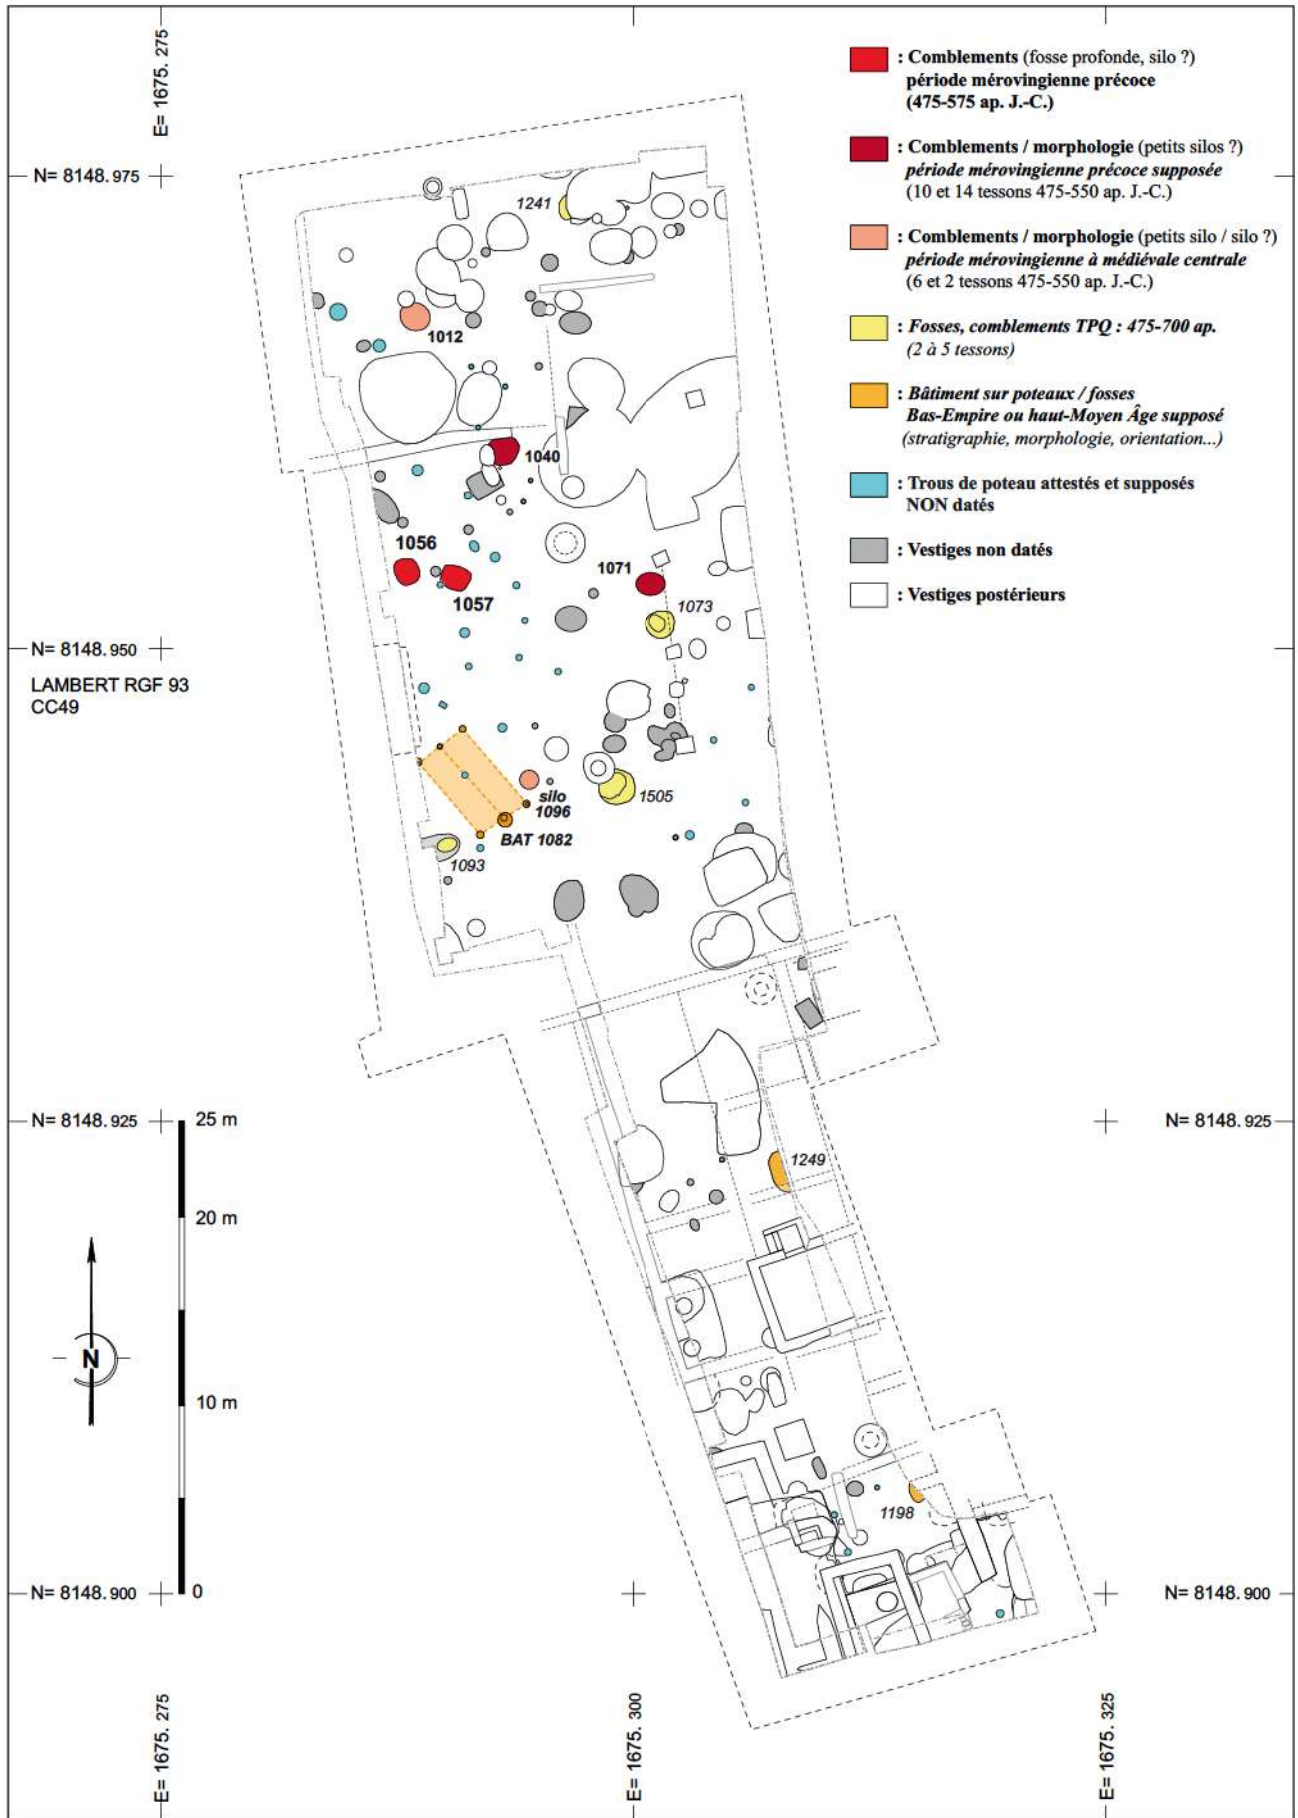 E= 1675. 275
N= 8148.975
: Comblements (fosse profonde, silo ?)
période mérovingienne précoce
(475-575 ap. J.-C.)
: Comblements / morphologie (petits silos ?)
période mérovingienne précoce supposée
(10 et 14 tessons 475-550 ap. J.-C.)
: Comblements / morphologie (petits silo / silo ?)
période mérovingienne à médiévale centrale
(6 et 2 tessons 475-550 ap. J.-C.)
: Fosses, comblements TPQ : 475-700 ap.
(2 à 5 tessons)
: Bâtiment sur poteaux / fosses
Bas-Empire ou haut-Moyen Âge supposé
(stratigraphie, morphologie, orientation...)
: Trous de poteau attestés et supposés
NON datés
: Vestiges non datés
: Vestiges postérieurs
1241
1012
1040
1056
1057
1071
1073
N= 8148.950
LAMBERT RGF 93
CC49
silo
1096
1505
BAT 1082
1093
N= 8148.925
25 m
N= 8148.925
1249
20 m
N
10 m
1198
N= 8148.900
0
N= 8148.900
E= 1675. 275
E= 1675. 300
E= 1675. 325